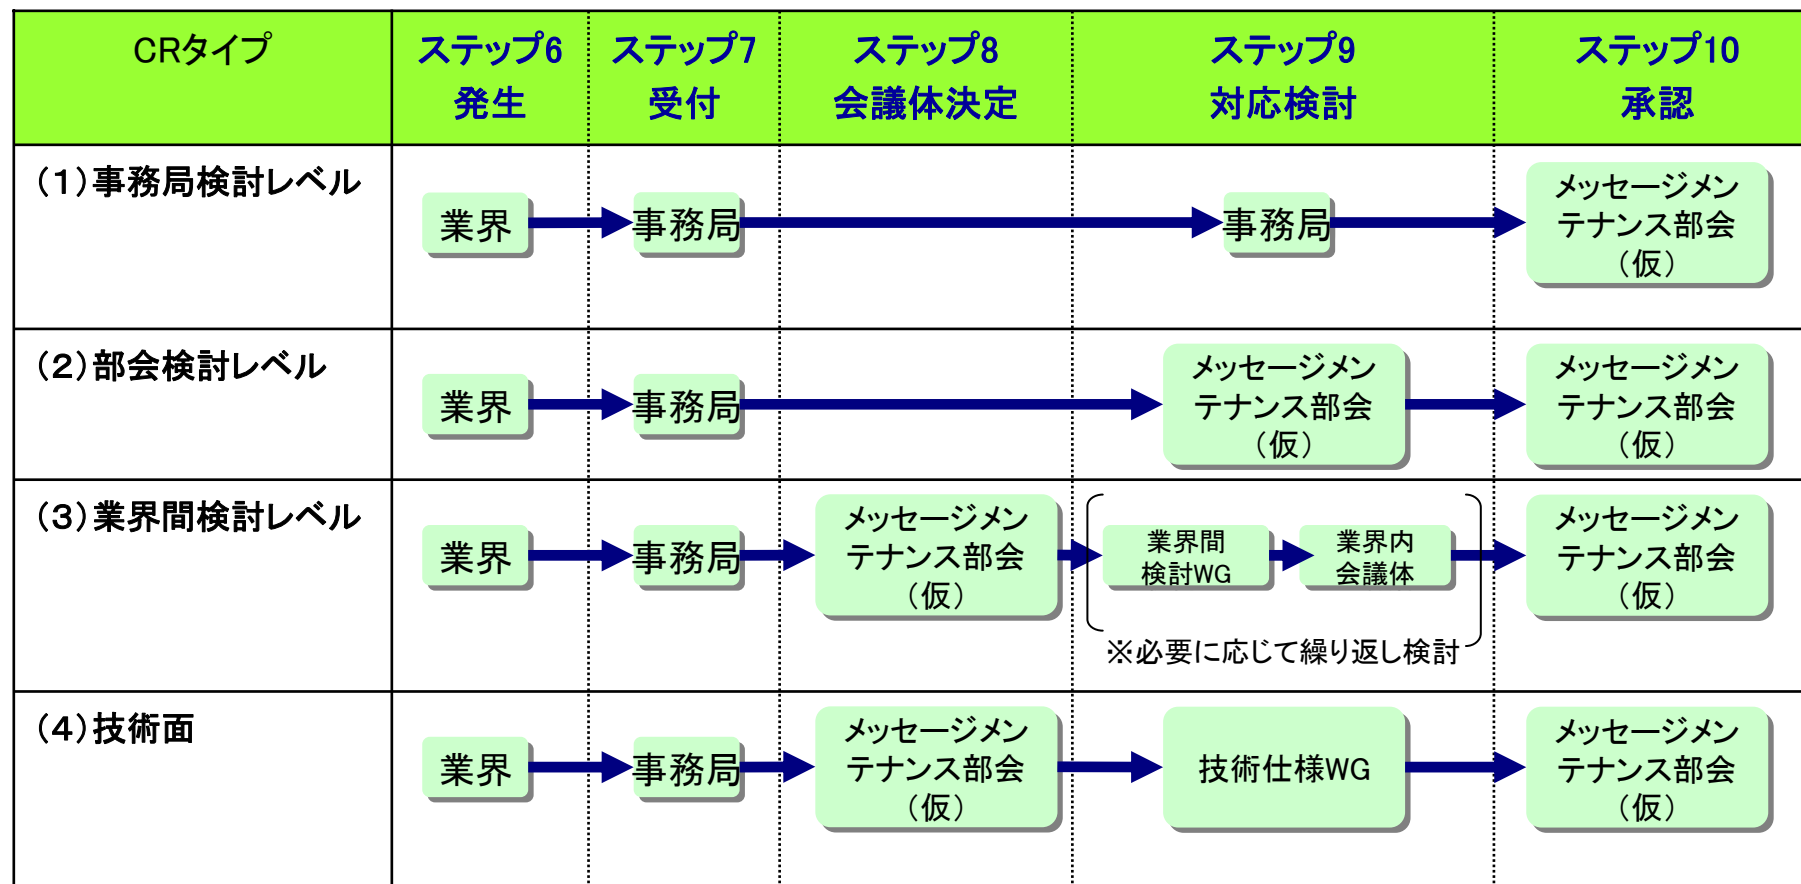 CRタイプ
ステップ6
発生
ステップ7
受付
ステップ8
会議体決定
ステップ9
対応検討
ステップ10
承認
（1）事務局検討レベル
業界
事務局
事務局
メッセージメン
テナンス部会
（仮）
（2）部会検討レベル
業界
事務局
メッセージメン
テナンス部会
（仮）
メッセージメン
テナンス部会
（仮）
（3）業界間検討レベル
業界
事務局
メッセージメン
テナンス部会
（仮）
業界間
検討WG
業界内
会議体
※必要に応じて繰り返し検討
メッセージメン
テナンス部会
（仮）
（4）技術面
業界
事務局
メッセージメン
テナンス部会
（仮）
技術仕様WG
メッセージメン
テナンス部会
（仮）